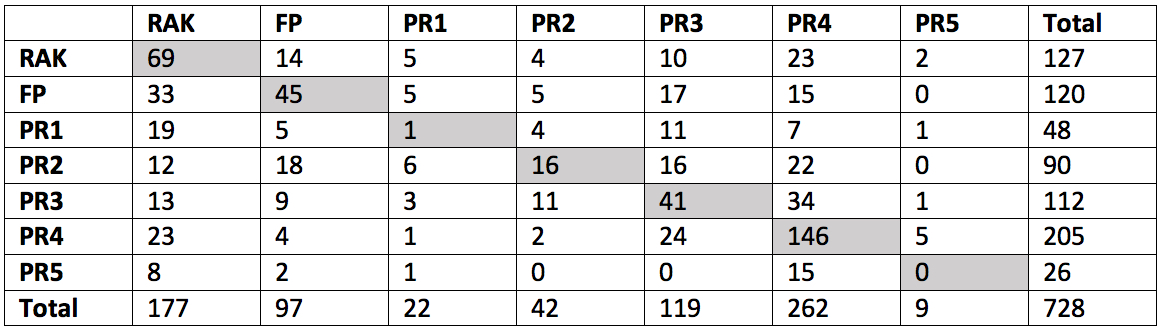 RAK FP PR1 PR2 PR3 PR4 PR5 Total
RAK 69 14 5 4 10 23 2 127
FP 33 45 5 5 17 15 0 120
PR1 19 5 1 4 11 7 1 48
PR2 12 18 6 16 16 22 0 90
PR3 13 9 3 11 41 34 1 112
PR4 23 4 1 2 24 146 5 205
PR5 8 2 1 0 0 15 0 26
Total 177 97 22 42 119 262 9 728